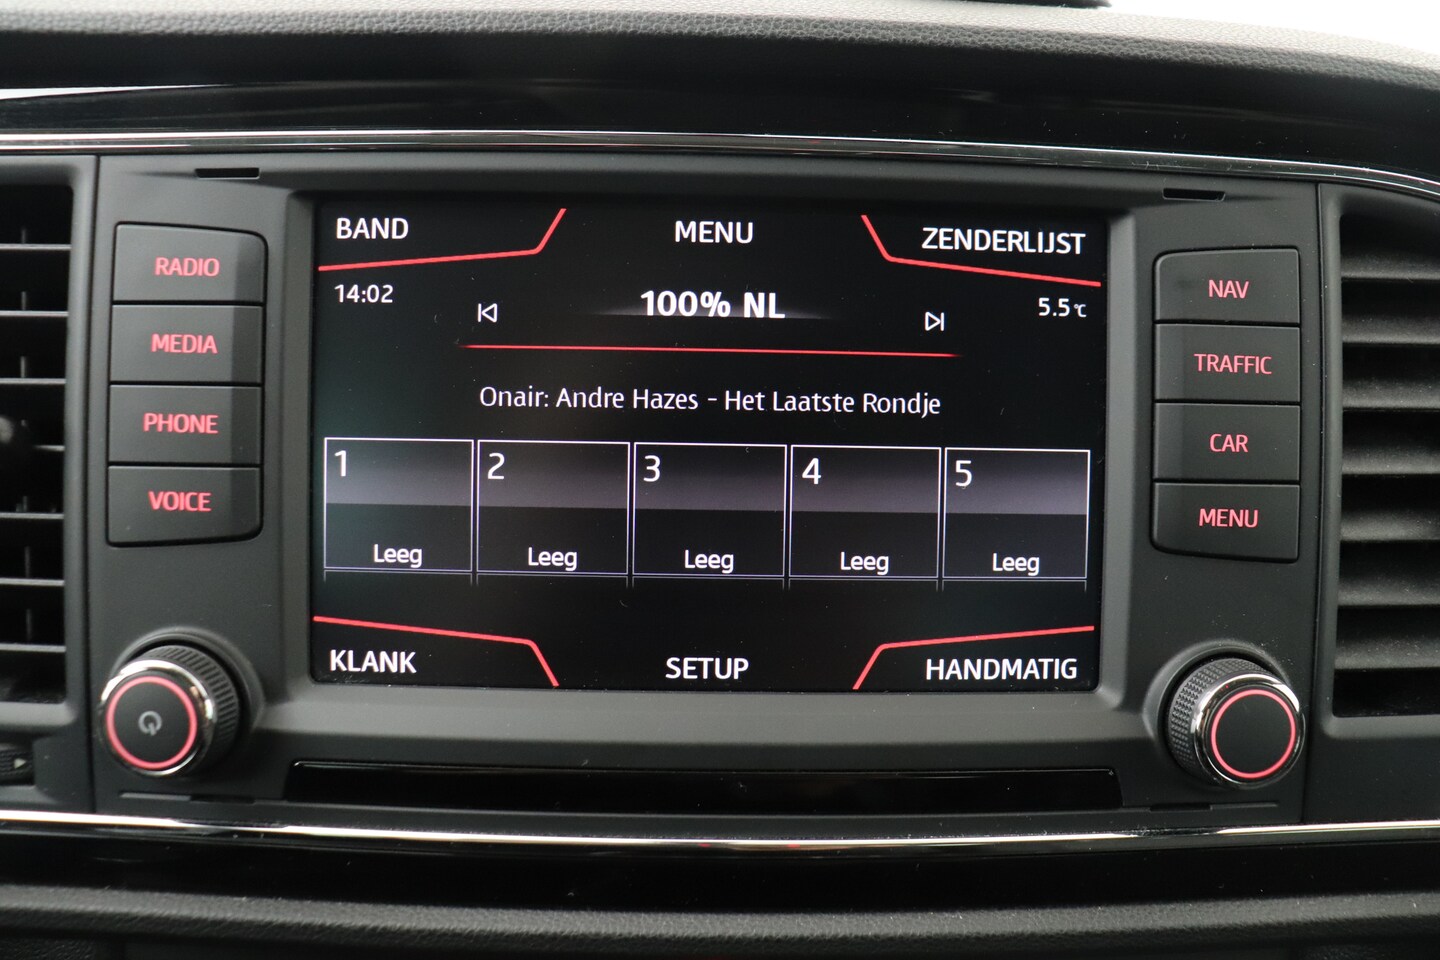 BAND
MENU
ZENDERLIJST
14:02
100% NL
5.5°C
Onair: Andre Hazes - Het Laatste Rondje
1
2
3
4
5
Leeg
Leeg
Leeg
Leeg
Leeg
KLANK
SETUP
HANDMATIG
RADIO
MEDIA
PHONE
VOICE
NAV
TRAFFIC
CAR
MENU